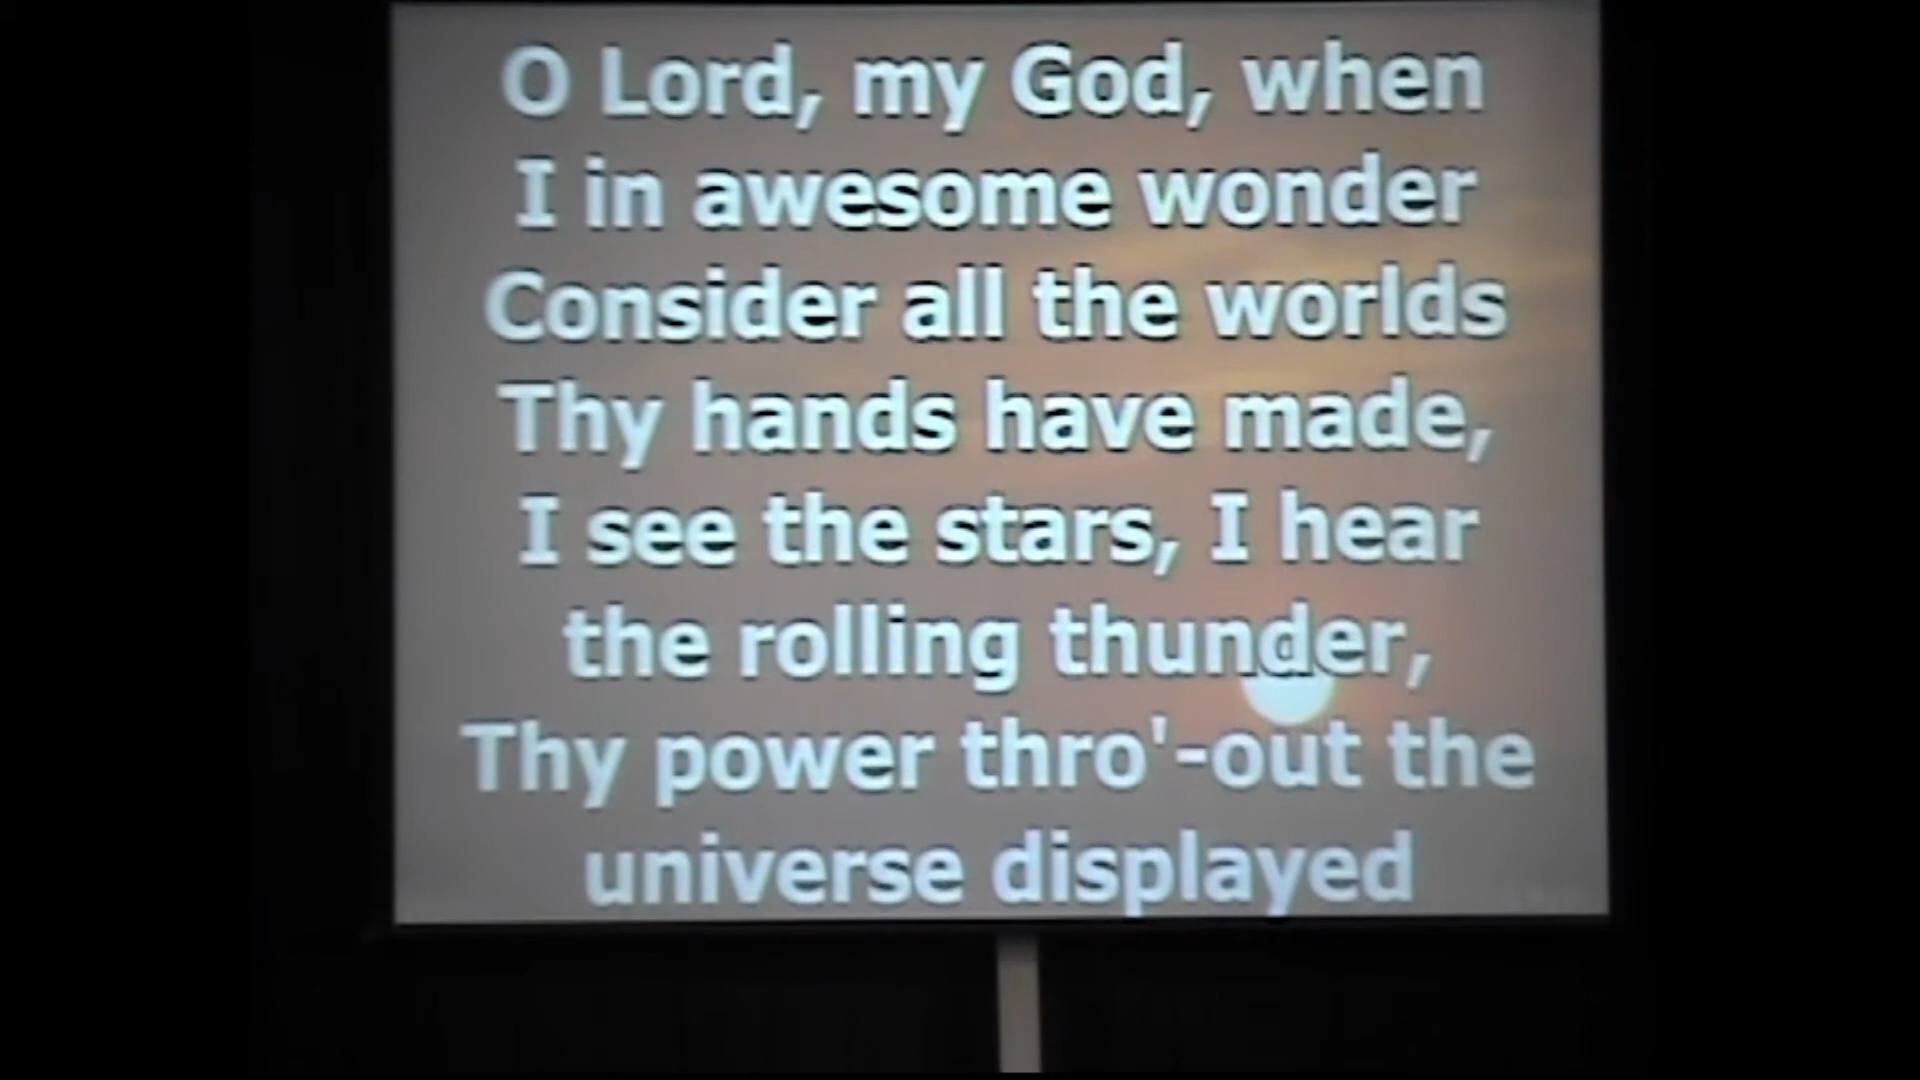 O Lord, my God, when
I in awesome wonder
Consider all the worlds
Thy hands have made,
I see the stars, I hear
the rolling thunder,
Thy power thro'-out the
universe displayed